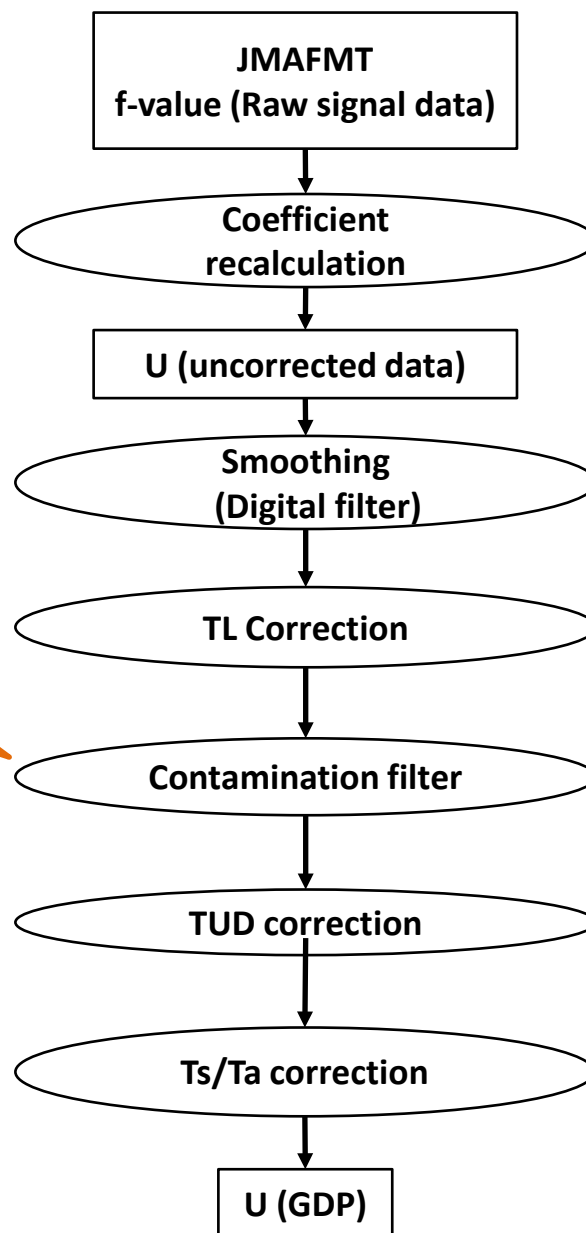 JMAFMT
f-value (Raw signal data)
Coefficient
recalculation
U (uncorrected data)
Smoothing
(Digital filter)
TL Correction
Contamination filter
TUD correction
Ts/Ta correction
U (GDP)